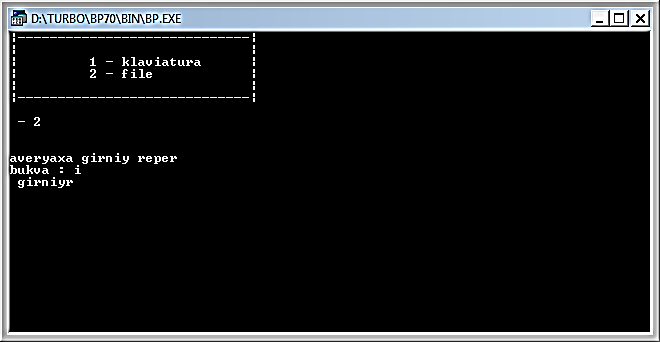 D:\TURBO\BP70\BIN\BP.EXE
1 - klaviatura
2 - file
- 2
averyaxa girniy reper
bukva : i
girniyr